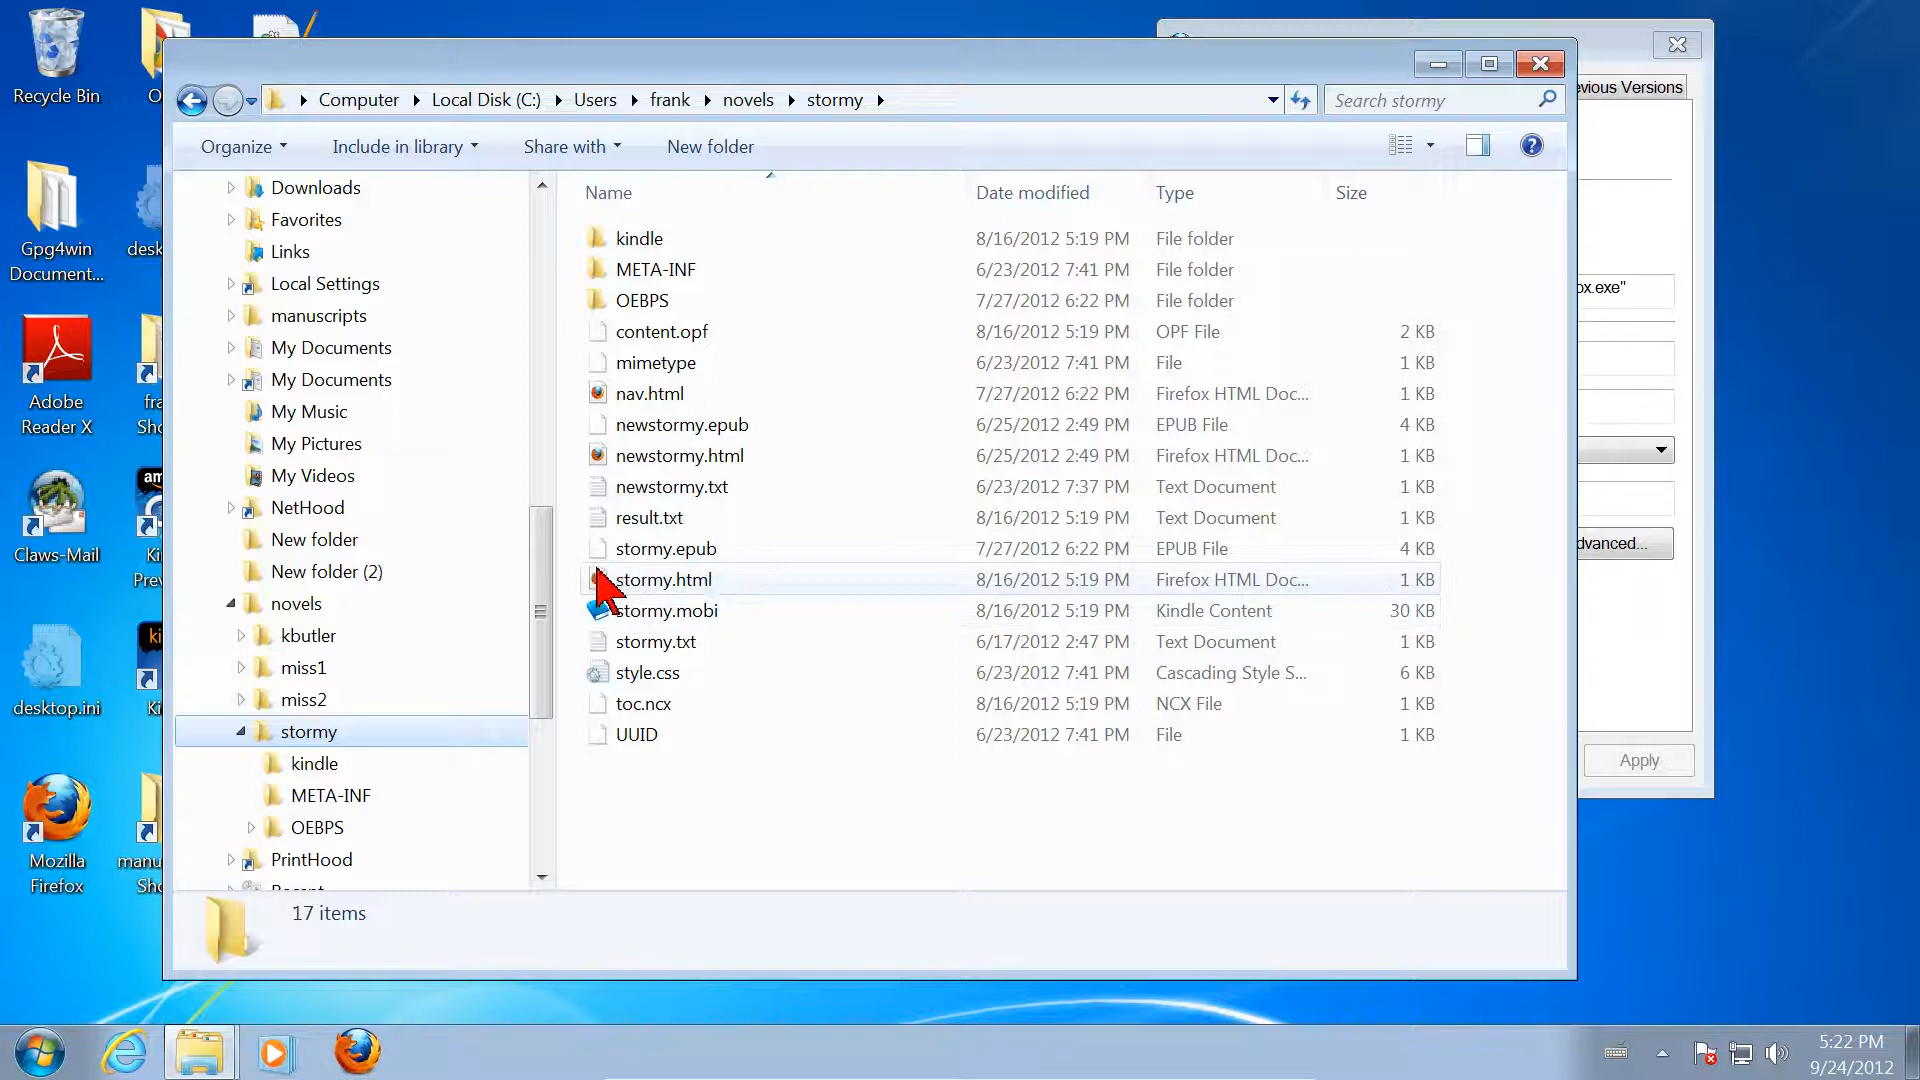 Recycle Bin
Gpg4win
Document...
Adobe
Reader X
Claws-Mail
desktop.ini
Mozilla
Firefox
O
desk
fra
Sho
am
Ki
Prev
ki
Ki
manu
Sho
Computer Local Disk (C:) Users frank novels stormy
Search stormy
Organize Include in library Share with New folder
Downloads
Favorites
Links
Local Settings
manuscripts
My Documents
My Documents
My Music
My Pictures
My Videos
NetHood
New folder
New folder (2)
novels
kbutler
miss1
miss2
stormy
kindle
META-INF
OEBPS
PrintHood
Recent
Name Date modified Type Size
kindle 8/16/2012 5:19 PM File folder
META-INF 6/23/2012 7:41 PM File folder
OEBPS 7/27/2012 6:22 PM File folder
content.opf 8/16/2012 5:19 PM OPF File 2 KB
mimetype 6/23/2012 7:41 PM File 1 KB
nav.html 7/27/2012 6:22 PM Firefox HTML Doc... 1 KB
newstormy.epub 6/25/2012 2:49 PM EPUB File 4 KB
newstormy.html 6/25/2012 2:49 PM Firefox HTML Doc... 1 KB
newstormy.txt 6/23/2012 7:37 PM Text Document 1 KB
result.txt 8/16/2012 5:19 PM Text Document 1 KB
stormy.epub 7/27/2012 6:22 PM EPUB File 4 KB
stormy.html 8/16/2012 5:19 PM Firefox HTML Doc... 1 KB
stormy.mobi 8/16/2012 5:19 PM Kindle Content 30 KB
stormy.txt 6/17/2012 2:47 PM Text Document 1 KB
style.css 6/23/2012 7:41 PM Cascading Style S... 6 KB
toc.ncx 8/16/2012 5:19 PM NCX File 1 KB
UUID 6/23/2012 7:41 PM File 1 KB
17 items
evious Versions
ox.exe"
dvanced...
Apply
5:22 PM
9/24/2012